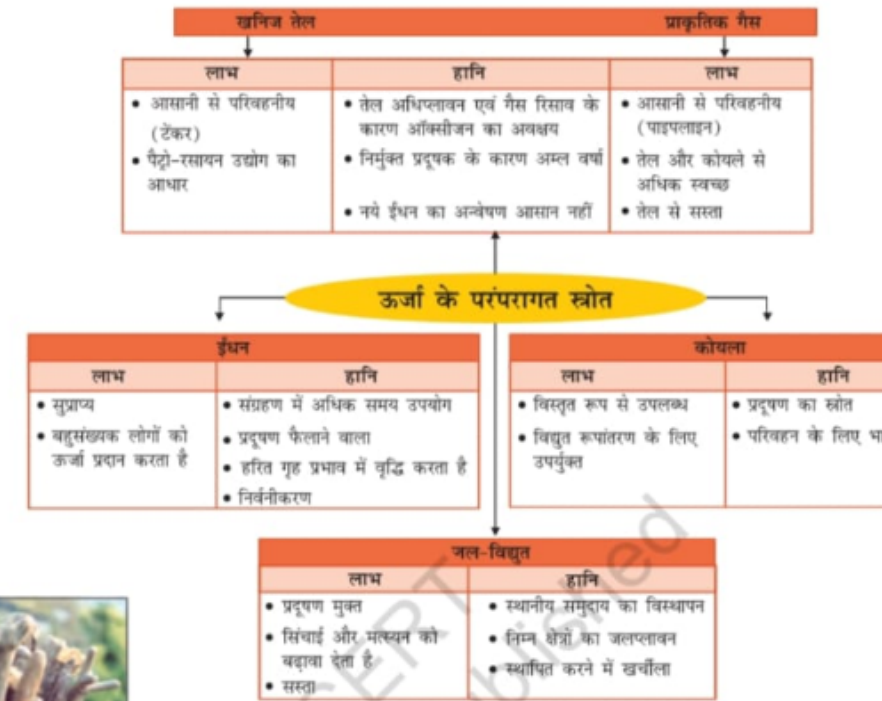 खनिज तेल
प्राकृतिक गैस
लाभ
• आसानी से परिवहनीय
(टेंकर)
• पैट्रो-रसायन उद्योग का
आधार
हानि
• तेल अधिप्लावन एवं गैस रिसाव के
कारण ऑक्सीजन का अवक्षय
• निर्मुक्त प्रदूषक के कारण अम्ल वर्षा
• नये ईंधन का अन्वेषण आसान नहीं
लाभ
• आसानी से परिवहनीय
(पाइपलाइन)
• तेल और कोयले से
अधिक स्वच्छ
• तेल से सस्ता
ऊर्जा के परंपरागत स्त्रोत
ईंधन
लाभ
• सुप्राप्य
• बहुसंख्यक लोगों को
ऊर्जा प्रदान करता है
हानि
• संग्रहण में अधिक समय उपयोग
• प्रदूषण फैलाने वाला
• हरित गृह प्रभाव में वृद्धि करता है
• निर्वनीकरण
कोयला
लाभ
• विस्तृत रूप से उपलब्ध
• विद्युत रूपांतरण के लिए
उपर्युक्त
हानि
• प्रदूषण का स्रोत
• परिवहन के लिए
जल-विद्युत
लाभ
• प्रदूषण मुक्त
• सिंचाई और मत्स्यन को
बढ़ावा देता है
• सस्ता
हानि
• स्थानीय समुदाय का विस्थापन
• निम्न क्षेत्रों का जलप्लावन
• स्थापित करने में खर्चीला